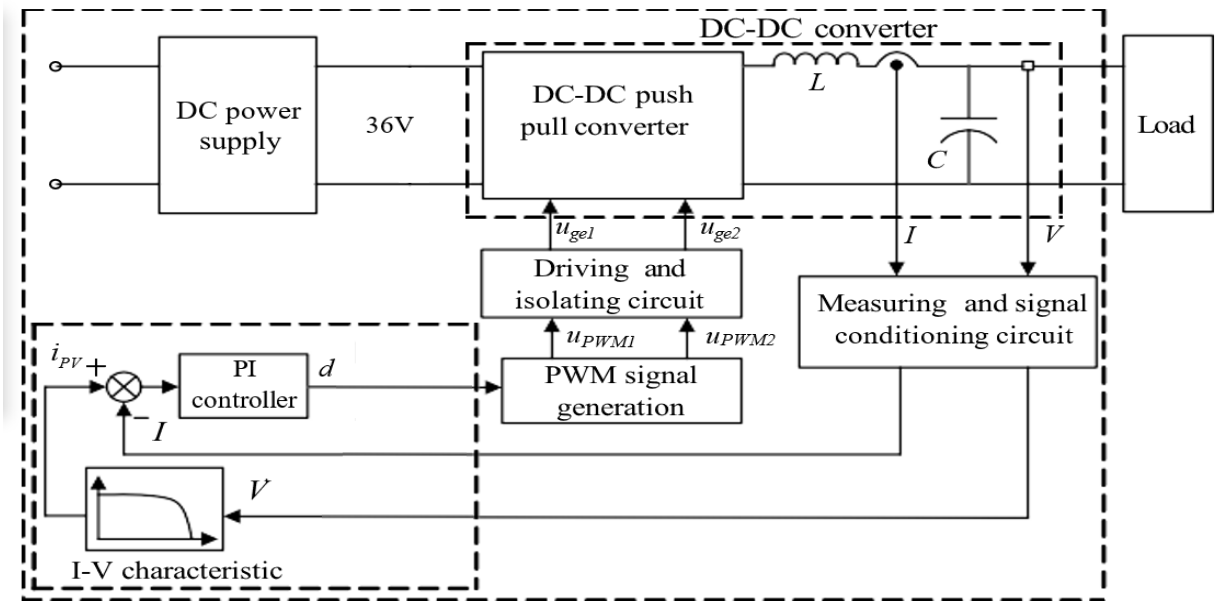 DC-DC converter
DC power
supply
36V
DC-DC push
pull converter
L
C
Load
u_ge1
u_ge2
I
V
Driving and
isolating circuit
Measuring and signal
conditioning circuit
u_PWM1
u_PWM2
i_PV +
PI
controller
d
PWM signal
generation
− I
V
I-V characteristic